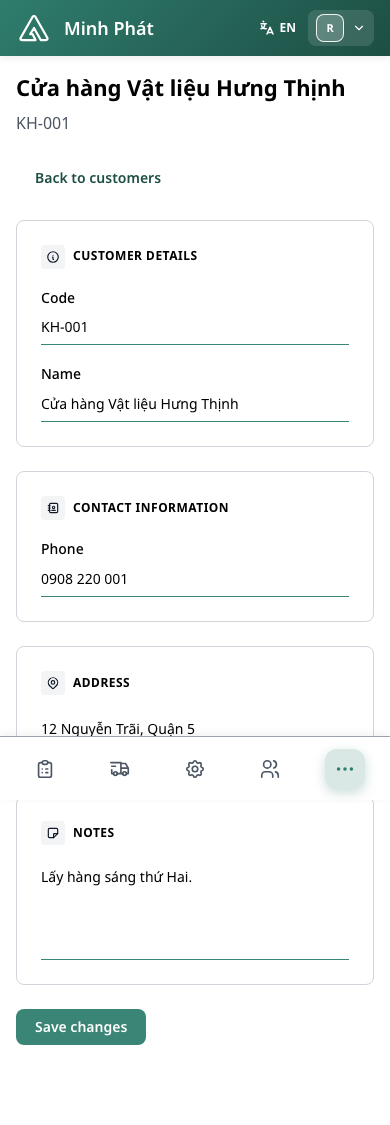 Minh Phát
EN
R
Cửa hàng Vật liệu Hưng Thịnh
KH-001
Back to customers
CUSTOMER DETAILS
Code
KH-001
Name
Cửa hàng Vật liệu Hưng Thịnh
CONTACT INFORMATION
Phone
0908 220 001
ADDRESS
12 Nguyễn Trãi, Quận 5
NOTES
Lấy hàng sáng thứ Hai.
Save changes